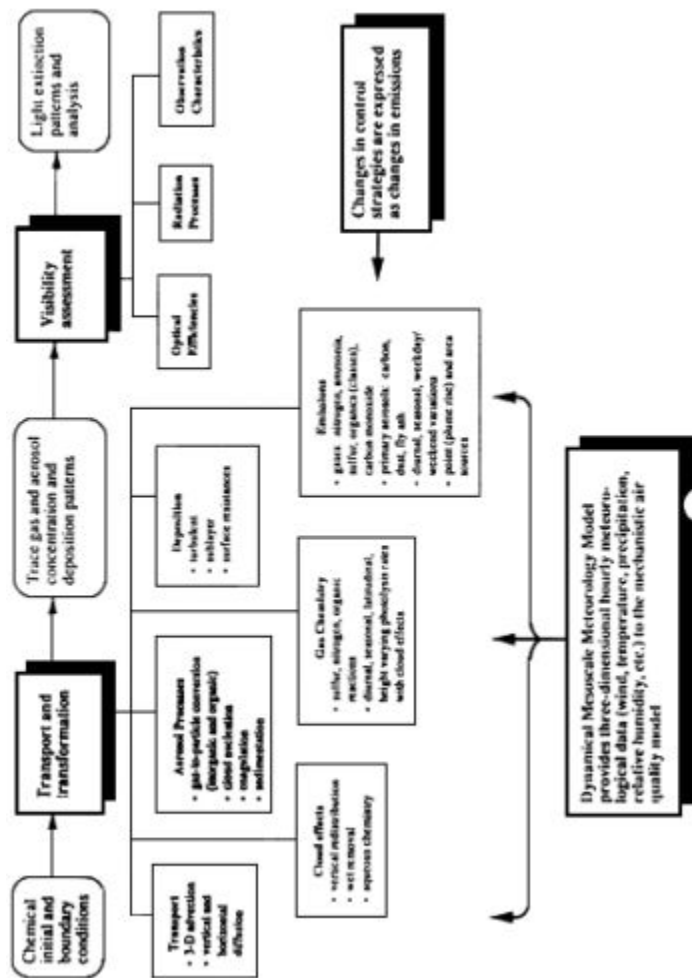 Chemical
initial and
boundary
conditions
Transport and
transformation
Trace gas and aerosol
concentration and
deposition patterns
Visibility
assessment
Light extinction
patterns and
analysis
Transport
• 3-D advection
• vertical and
horizontal
diffusion
Cloud effects
• vertical redistribution
• wet removal
• aqueous chemistry
Aerosol Processes
• gas-to-particle conversion
(inorganic and organic)
• cloud nucleation
• coagulation
• sedimentation
Gas Chemistry
• sulfur, nitrogen, organic
reactions
• diurnal, seasonal, latitudinal,
height varying photolysis rates
with cloud effects
Deposition
• turbulent
• sublayer
• surface resistances
Emissions
• gases: nitrogen, ammonia,
sulfur, organics (classes),
carbon monoxide
• primary aerosols: carbon,
dust, fly ash
• diurnal, seasonal, weekday/
weekend variations
• point (plume rise) and area
sources
Optical
Efficiencies
Radiation
Processes
Observation
Characteristics
Changes in control
strategies are expressed
as changes in emissions
Dynamical Mesoscale Meteorology Model
provides three-dimensional hourly meteoro-
logical data (wind, temperature, precipitation,
relative humidity, etc.) to the mechanistic air
quality model